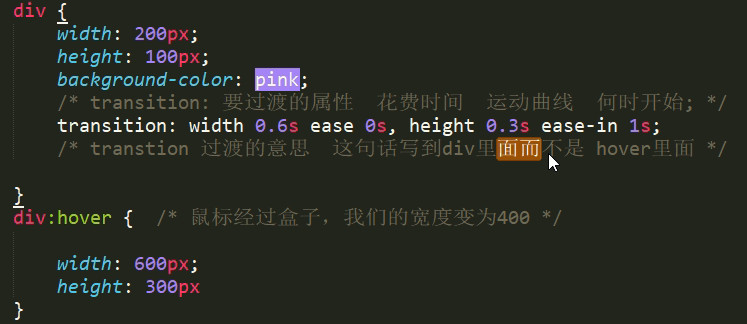 div {
width: 200px;
height: 100px;
background-color: pink;
/* transition: 要过渡的属性 花费时间 运动曲线 何时开始; */
transition: width 0.6s ease 0s, height 0.3s ease-in 1s;
/* transtion 过渡的意思 这句话写到div里面而不是 hover里面 */
}
div:hover { /* 鼠标经过盒子，我们的宽度变为400 */
width: 600px;
height: 300px
}